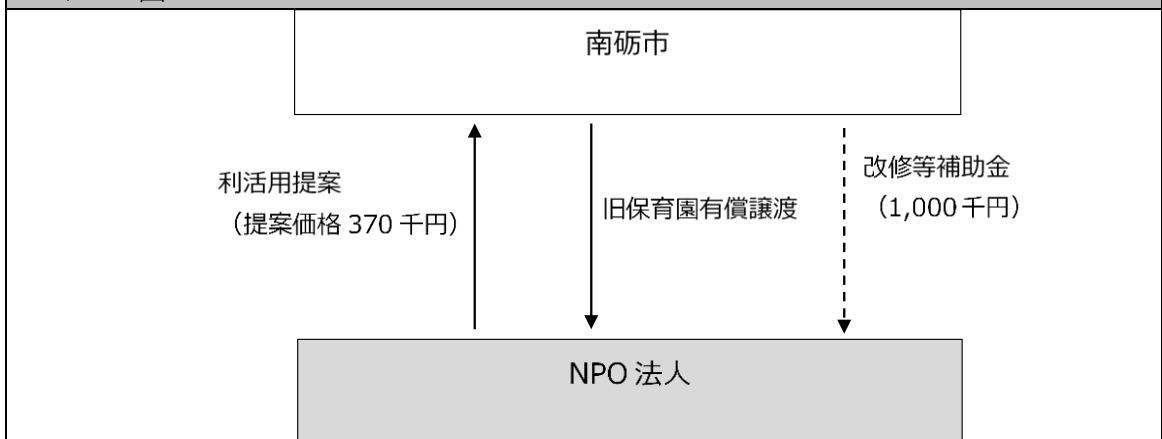 南砺市
利活用提案
（提案価格 370 千円）
旧保育園有償譲渡
改修等補助金
（1,000 千円）
NPO 法人